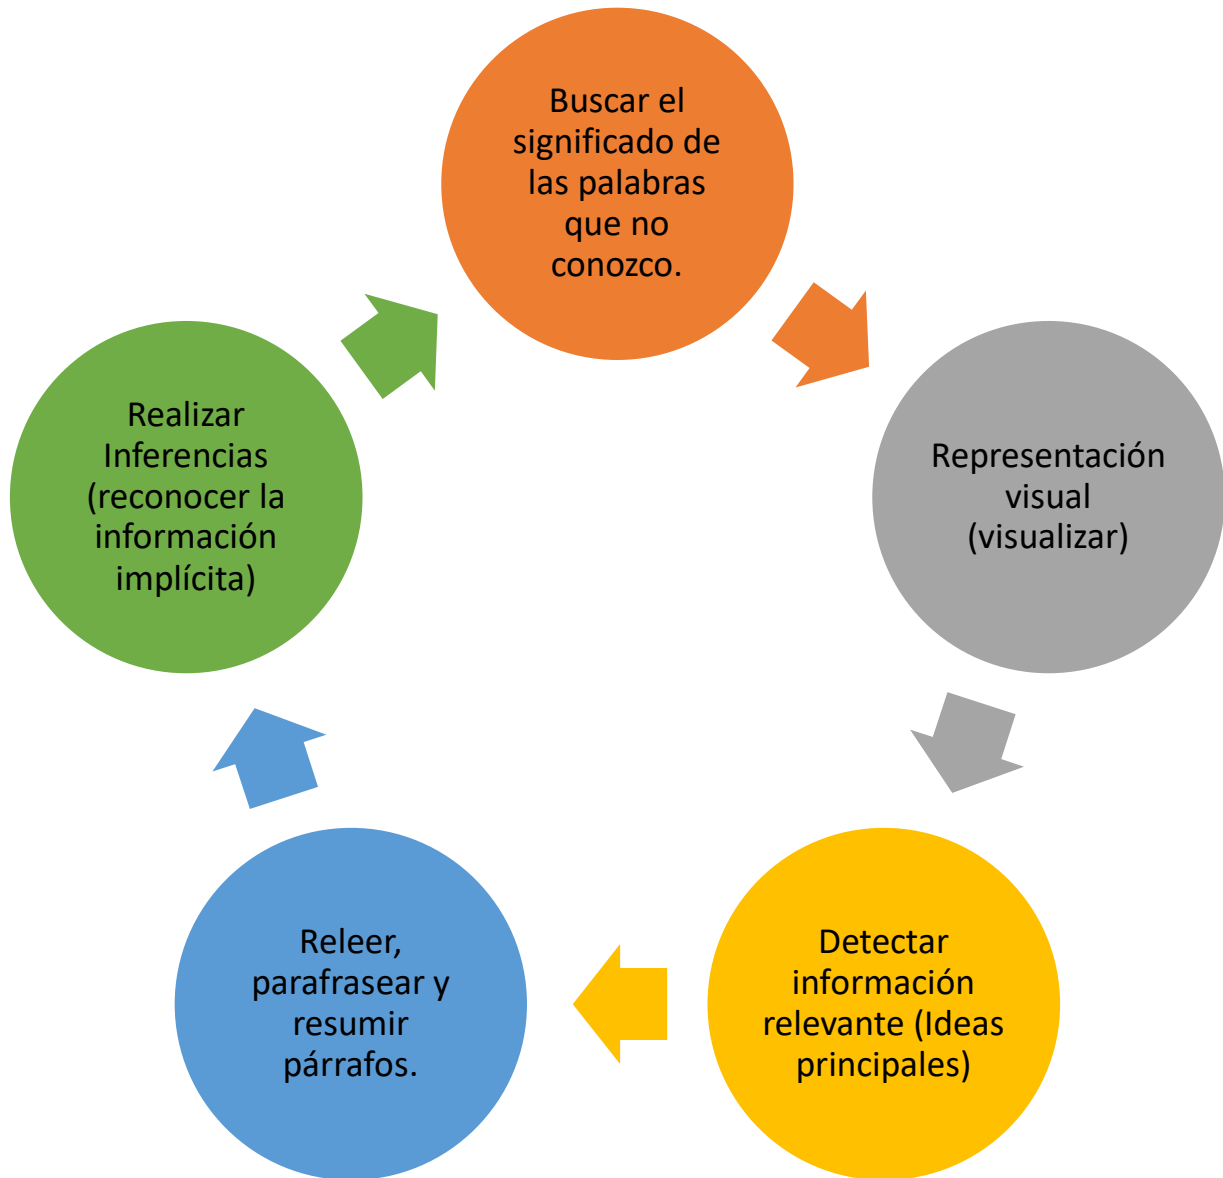 Buscar el
significado de
las palabras
que no
conozco.
Representación
visual
(visualizar)
Detectar
información
relevante (Ideas
principales)
Releer,
parafrasear y
resumir
párrafos.
Realizar
Inferencias
(reconocer la
información
implícita)